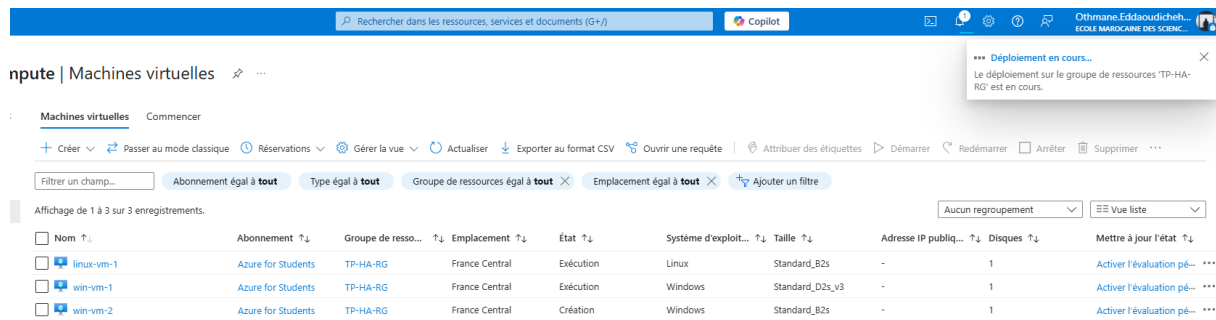 Rechercher dans les ressources, services et documents (G+/)
Copilot
1
Othmane.Eddaoudicheh...
ECOLE MAROCAINE DES SCIENC...
mpute | Machines virtuelles
...
Déploiement en cours...
Le déploiement sur le groupe de ressources 'TP-HA-
RG' est en cours.
Machines virtuelles Commencer
Créer Passer au mode classique Réservations Gérer la vue Actualiser Exporter au format CSV Ouvrir une requête Attribuer des étiquettes Démarrer Redémarrer Arrêter Supprimer ...
Filtrer un champ... Abonnement égal à tout Type égal à tout Groupe de ressources égal à tout Emplacement égal à tout Ajouter un filtre
Affichage de 1 à 3 sur 3 enregistrements. Aucun regroupement Vue liste
Nom Abonnement Groupe de resso... Emplacement État Système d'exploit... Taille Adresse IP publiq... Disques Mettre à jour l'état
linux-vm-1 Azure for Students TP-HA-RG France Central Exécution Linux Standard_B2s - 1 Activer l'évaluation pé... ...
win-vm-1 Azure for Students TP-HA-RG France Central Exécution Windows Standard_D2s_v3 - 1 Activer l'évaluation pé... ...
win-vm-2 Azure for Students TP-HA-RG France Central Création Windows Standard_B2s - 1 Activer l'évaluation pé... ...